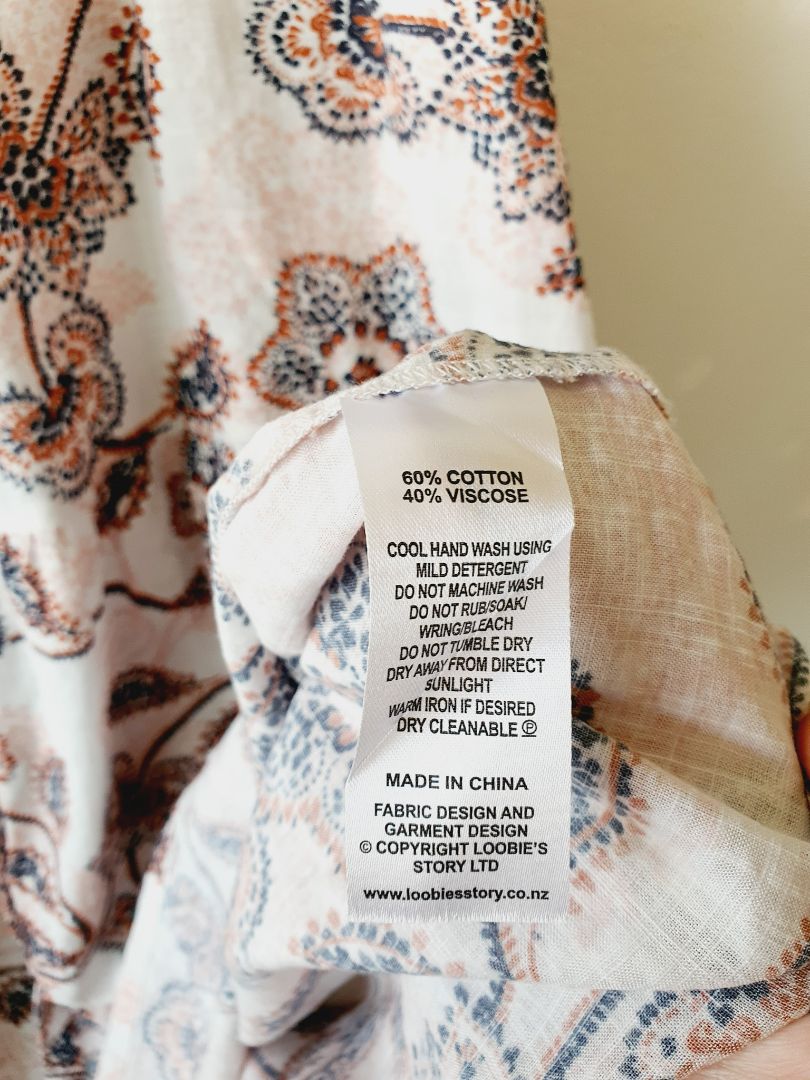 60% COTTON
40% VISCOSE
COOL HAND WASH USING
MILD DETERGENT
DO NOT MACHINE WASH
DO NOT RUB/SOAK/
WRING/BLEACH
DO NOT TUMBLE DRY
DRY AWAY FROM DIRECT
SUNLIGHT
WARM IRON IF DESIRED
DRY CLEANABLE Ⓟ
MADE IN CHINA
FABRIC DESIGN AND
GARMENT DESIGN
© COPYRIGHT LOOBIE'S
STORY LTD
www.loobiesstory.co.nz